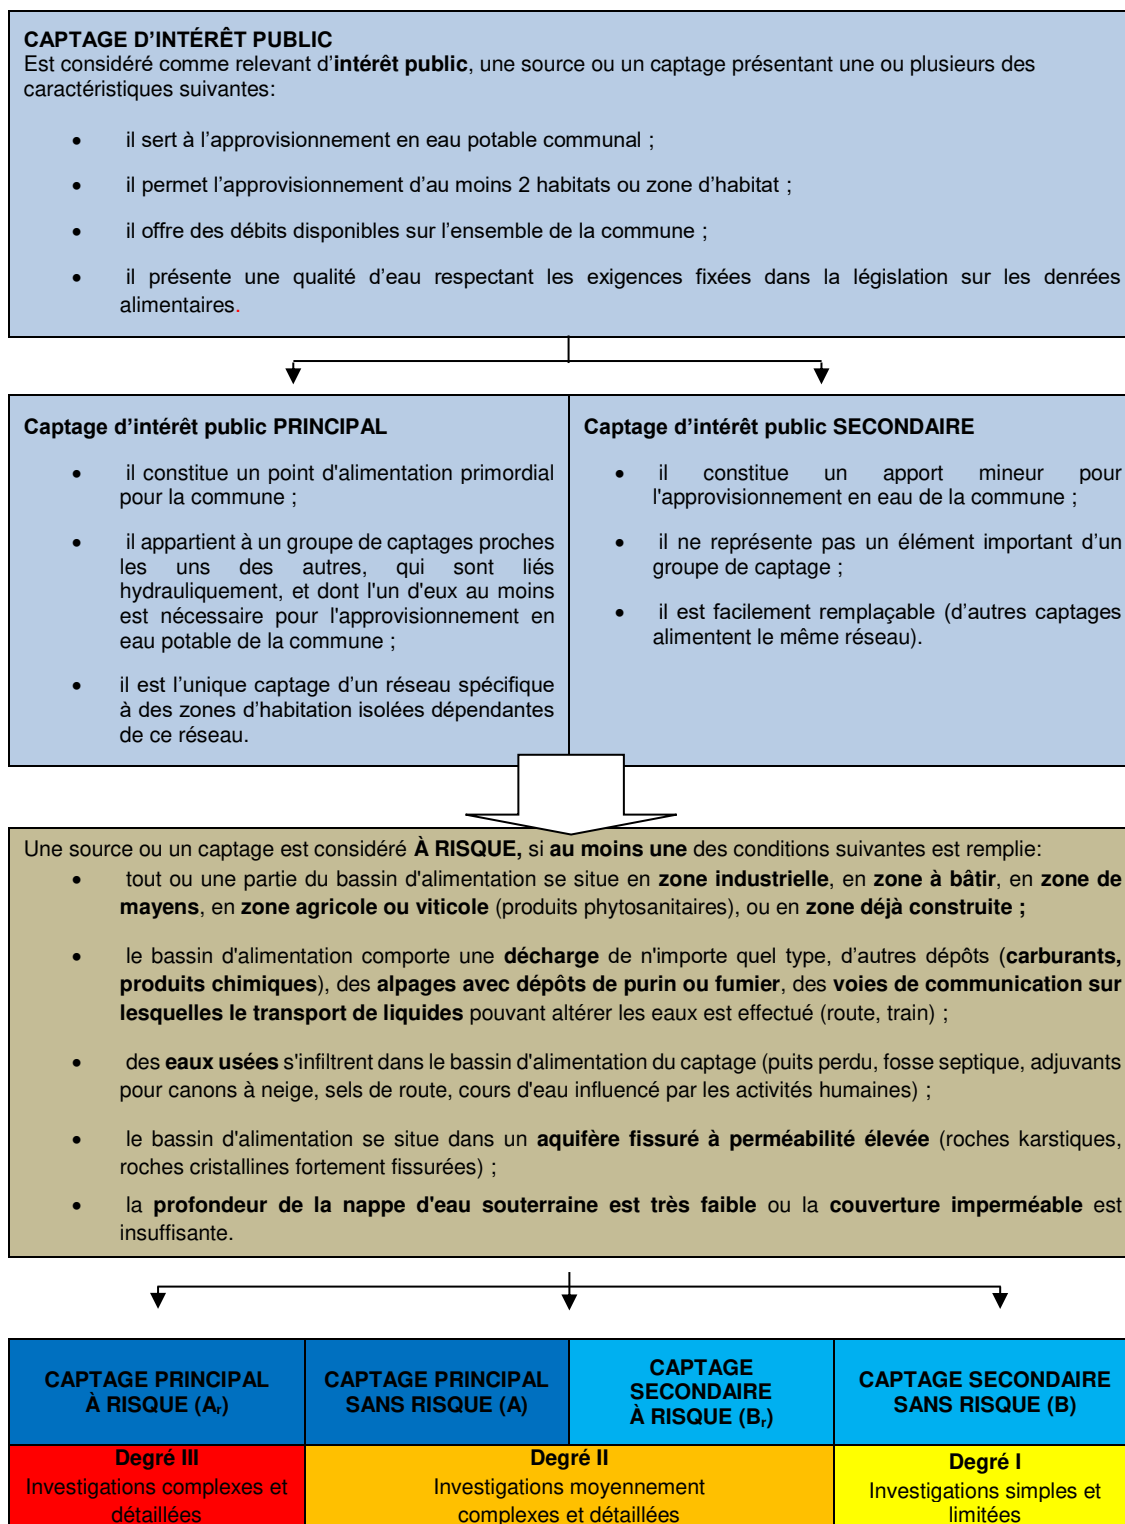 CAPTAGE D’INTÉRÊT PUBLIC
Est considéré comme relevant d’intérêt public, une source ou un captage présentant une ou plusieurs des
caractéristiques suivantes:
• il sert à l’approvisionnement en eau potable communal ;
• il permet l’approvisionnement d’au moins 2 habitats ou zone d’habitat ;
• il offre des débits disponibles sur l’ensemble de la commune ;
• il présente une qualité d’eau respectant les exigences fixées dans la législation sur les denrées
alimentaires.
Captage d’intérêt public PRINCIPAL
• il constitue un point d'alimentation primordial
pour la commune ;
• il appartient à un groupe de captages proches
les uns des autres, qui sont liés
hydrauliquement, et dont l'un d'eux au moins
est nécessaire pour l'approvisionnement en
eau potable de la commune ;
• il est l’unique captage d’un réseau spécifique
à des zones d’habitation isolées dépendantes
de ce réseau.
Captage d’intérêt public SECONDAIRE
• il constitue un apport mineur pour
l'approvisionnement en eau de la commune ;
• il ne représente pas un élément important d’un
groupe de captage ;
• il est facilement remplaçable (d’autres captages
alimentent le même réseau).
Une source ou un captage est considéré À RISQUE, si au moins une des conditions suivantes est remplie:
• tout ou une partie du bassin d'alimentation se situe en zone industrielle, en zone à bâtir, en zone de
mayens, en zone agricole ou viticole (produits phytosanitaires), ou en zone déjà construite ;
• le bassin d'alimentation comporte une décharge de n'importe quel type, d’autres dépôts (carburants,
produits chimiques), des alpages avec dépôts de purin ou fumier, des voies de communication sur
lesquelles le transport de liquides pouvant altérer les eaux est effectué (route, train) ;
• des eaux usées s'infiltrent dans le bassin d'alimentation du captage (puits perdu, fosse septique, adjuvants
pour canons à neige, sels de route, cours d'eau influencé par les activités humaines) ;
• le bassin d'alimentation se situe dans un aquifère fissuré à perméabilité élevée (roches karstiques,
roches cristallines fortement fissurées) ;
• la profondeur de la nappe d'eau souterraine est très faible ou la couverture imperméable est
insuffisante.
CAPTAGE PRINCIPAL
À RISQUE (Ar)
CAPTAGE PRINCIPAL
SANS RISQUE (A)
CAPTAGE
SECONDAIRE
À RISQUE (Br)
CAPTAGE SECONDAIRE
SANS RISQUE (B)
Degré III
Investigations complexes et
détaillées
Degré II
Investigations moyennement
complexes et détaillées
Degré I
Investigations simples et
limitées